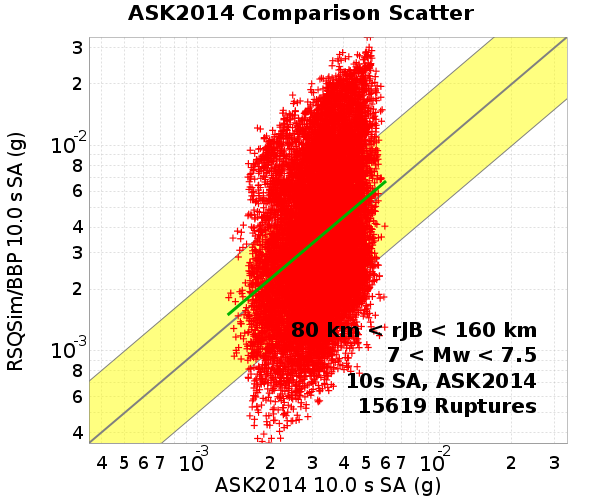 ASK2014 Comparison Scatter
3
2
10-2
8
6
4
3
2
10-3
8
6
4
RSQSim/BBP 10.0 s SA (g)
80 km < rJB < 160 km
7 < Mw < 7.5
10s SA, ASK2014
15619 Ruptures
4 5 6 7 10-3 2 3 4 5 6 7 10-2 2 3
ASK2014 10.0 s SA (g)